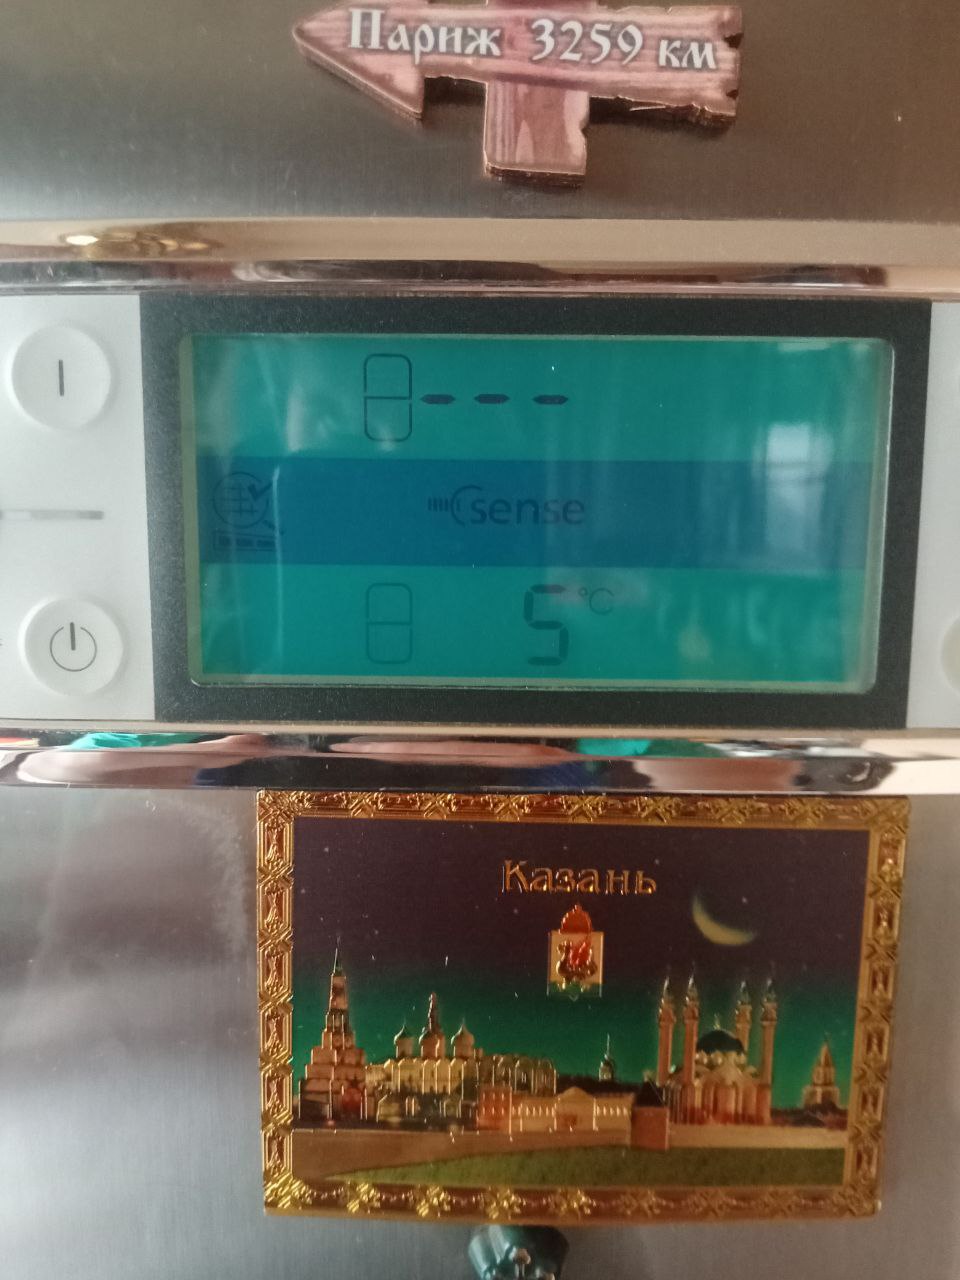 Париж 3259 км
---
sense
5 °C
Казань